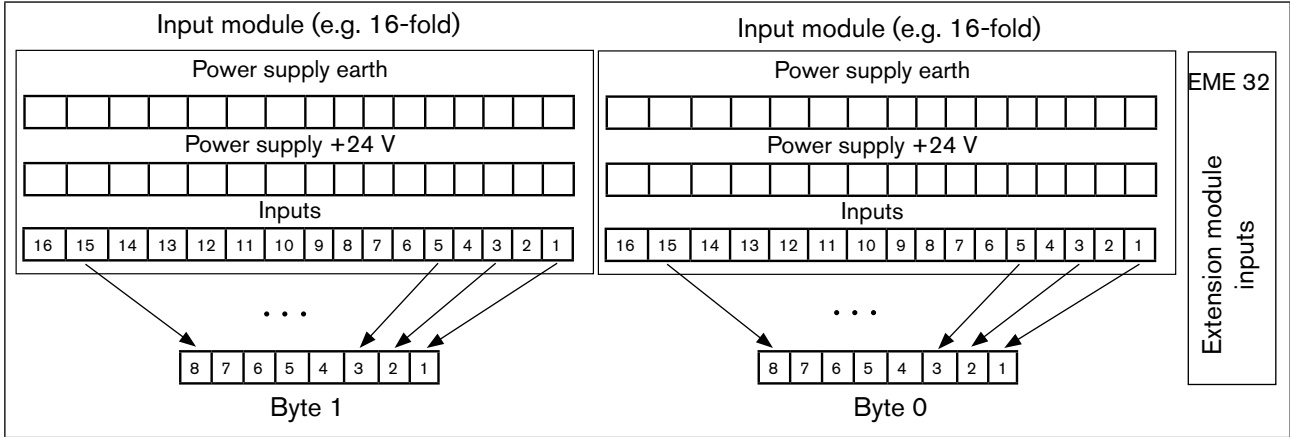 Input module (e.g. 16-fold)
Power supply earth
Power supply +24 V
Inputs
16 15 14 13 12 11 10 9 8 7 6 5 4 3 2 1
. . .
8 7 6 5 4 3 2 1
Byte 1
Input module (e.g. 16-fold)
Power supply earth
Power supply +24 V
Inputs
16 15 14 13 12 11 10 9 8 7 6 5 4 3 2 1
. . .
8 7 6 5 4 3 2 1
Byte 0
EME 32
Extension module
inputs